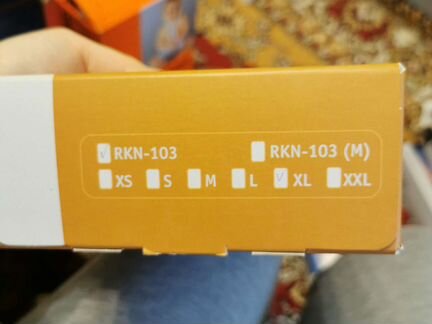 RKN-103 RKN-103 (M)
XS S M L XL XXL